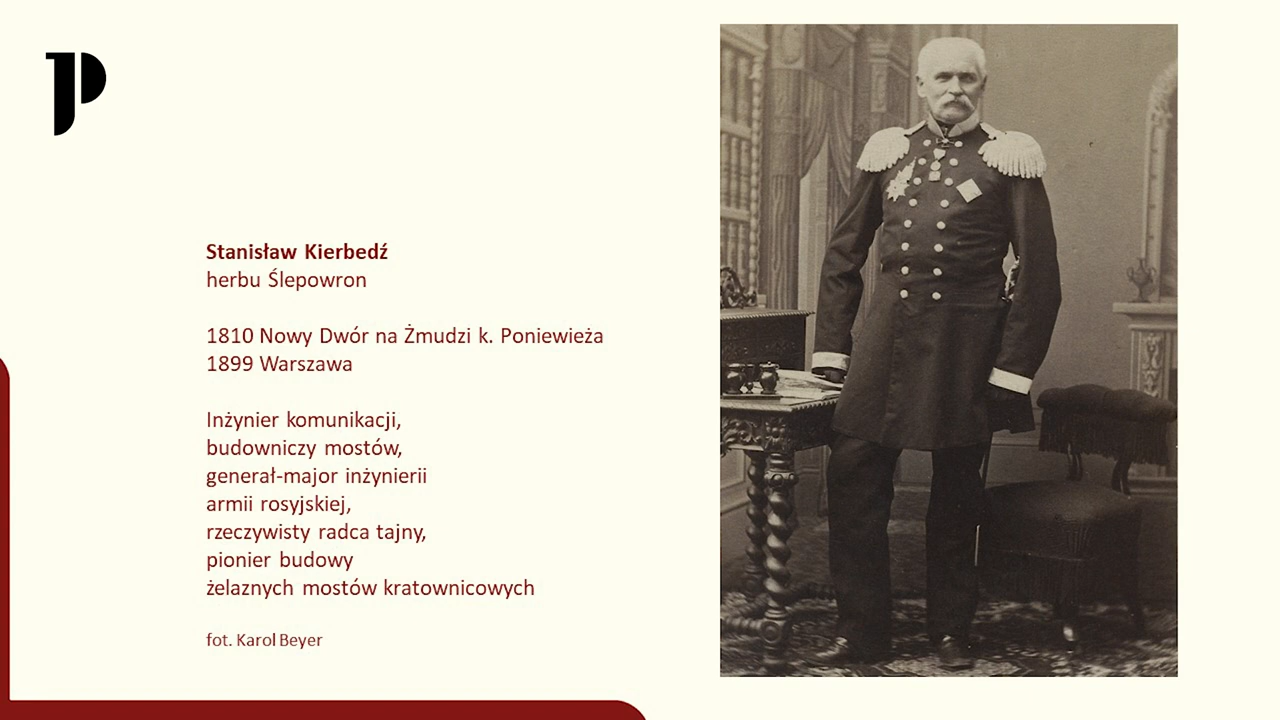 Stanisław Kierbedź
herbu Ślepowron
1810 Nowy Dwór na Żmudzi k. Poniewieża
1899 Warszawa
Inżynier komunikacji,
budowniczy mostów,
generał-major inżynierii
armii rosyjskiej,
rzeczywisty radca tajny,
pionier budowy
żelaznych mostów kratownicowych
fot. Karol Beyer